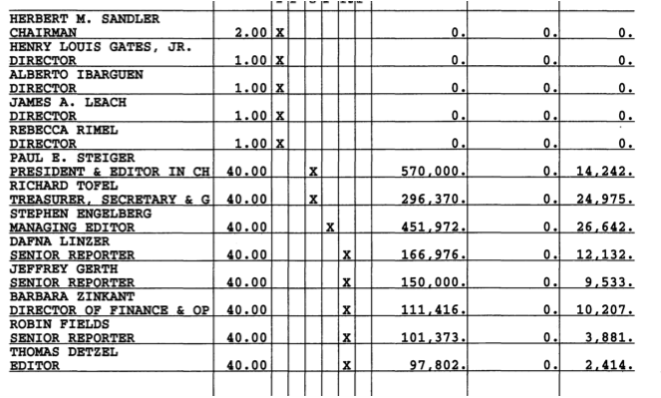 HERBERT M. SANDLER
CHAIRMAN 2.00 X 0. 0. 0.
HENRY LOUIS GATES, JR.
DIRECTOR 1.00 X 0. 0. 0.
ALBERTO IBARGUEN
DIRECTOR 1.00 X 0. 0. 0.
JAMES A. LEACH
DIRECTOR 1.00 X 0. 0. 0.
REBECCA RIMEL
DIRECTOR 1.00 X 0. 0. 0.
PAUL E. STEIGER
PRESIDENT & EDITOR IN CH 40.00 X 570,000. 0. 14,242.
RICHARD TOFEL
TREASURER, SECRETARY & G 40.00 X 296,370. 0. 24,975.
STEPHEN ENGELBERG
MANAGING EDITOR 40.00 X 451,972. 0. 26,642.
DAFNA LINZER
SENIOR REPORTER 40.00 X 166,976. 0. 12,132.
JEFFREY GERTH
SENIOR REPORTER 40.00 X 150,000. 0. 9,533.
BARBARA ZINKANT
DIRECTOR OF FINANCE & OP 40.00 X 111,416. 0. 10,207.
ROBIN FIELDS
SENIOR REPORTER 40.00 X 101,373. 0. 3,881.
THOMAS DETZEL
EDITOR 40.00 X 97,802. 0. 2,414.